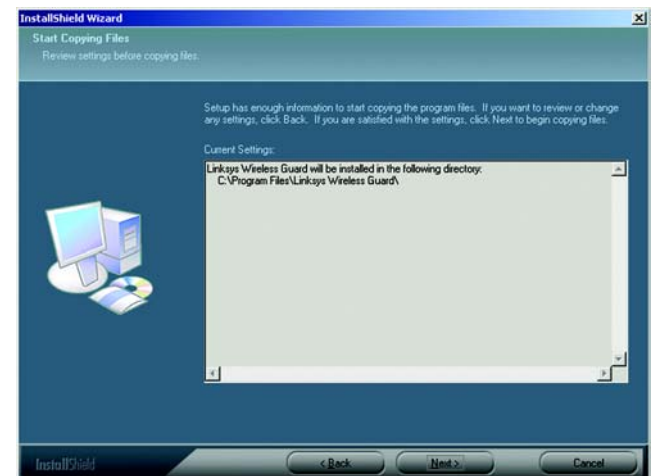 InstallShield Wizard
Start Copying Files
Review settings before copying files.
Setup has enough information to start copying the program files. If you want to review or change
any settings, click Back. If you are satisfied with the settings, click Next to begin copying files.
Current Settings:
Linksys Wireless Guard will be installed in the following directory:
C:\Program Files\Linksys Wireless Guard\
InstallShield
< Back
Next >
Cancel